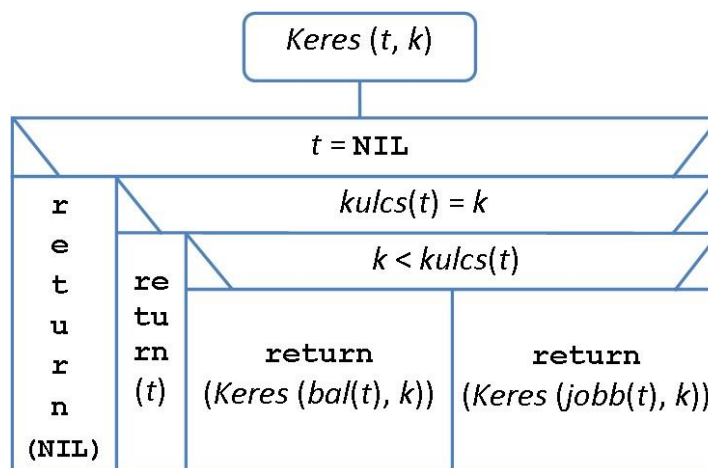 Keres (t, k)
t = NIL
kulcs(t) = k
k < kulcs(t)
r
e
t
u
r
n
(NIL)
re
tu
rn
(t)
return
(Keres (bal(t), k))
return
(Keres (jobb(t), k))